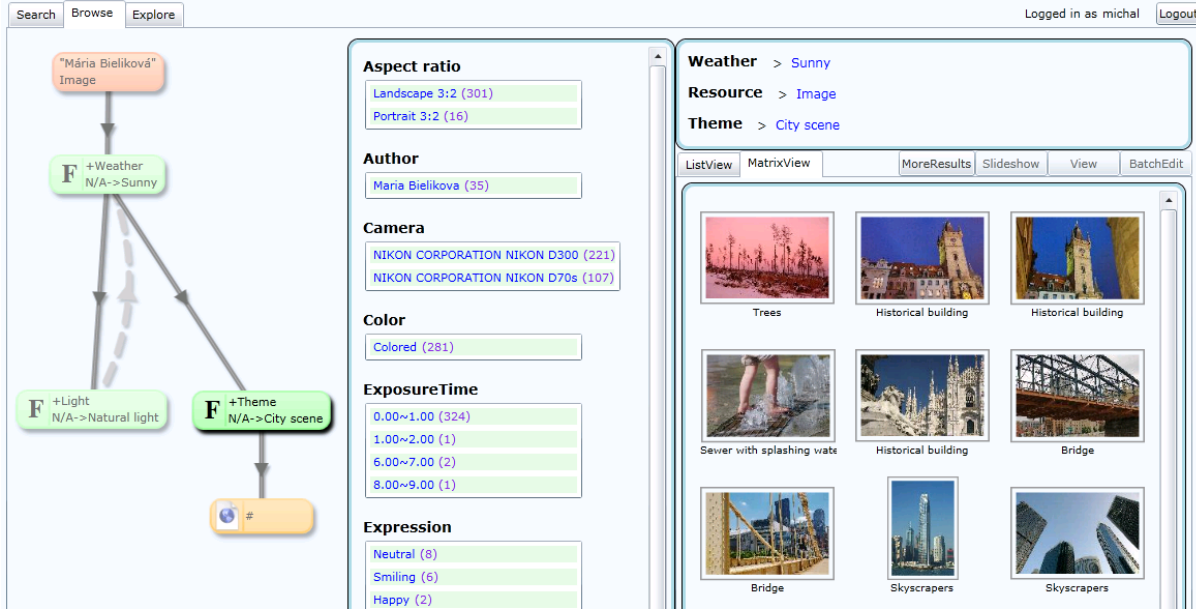 Search
Browse
Explore
Logged in as michal
Logout
"Mária Bieliková"
Image
F
+Weather
N/A->Sunny
F
+Light
N/A->Natural light
F
+Theme
N/A->City scene
#
Aspect ratio
Landscape 3:2 (301)
Portrait 3:2 (16)
Author
Maria Bielikova (35)
Camera
NIKON CORPORATION NIKON D300 (221)
NIKON CORPORATION NIKON D70s (107)
Color
Colored (281)
ExposureTime
0.00~1.00 (324)
1.00~2.00 (1)
6.00~7.00 (2)
8.00~9.00 (1)
Expression
Neutral (8)
Smiling (6)
Happy (2)
Weather > Sunny
Resource > Image
Theme > City scene
ListView
MatrixView
MoreResults
Slideshow
View
BatchEdit
Trees
Historical building
Historical building
Sewer with splashing wate
Historical building
Bridge
Bridge
Skyscrapers
Skyscrapers